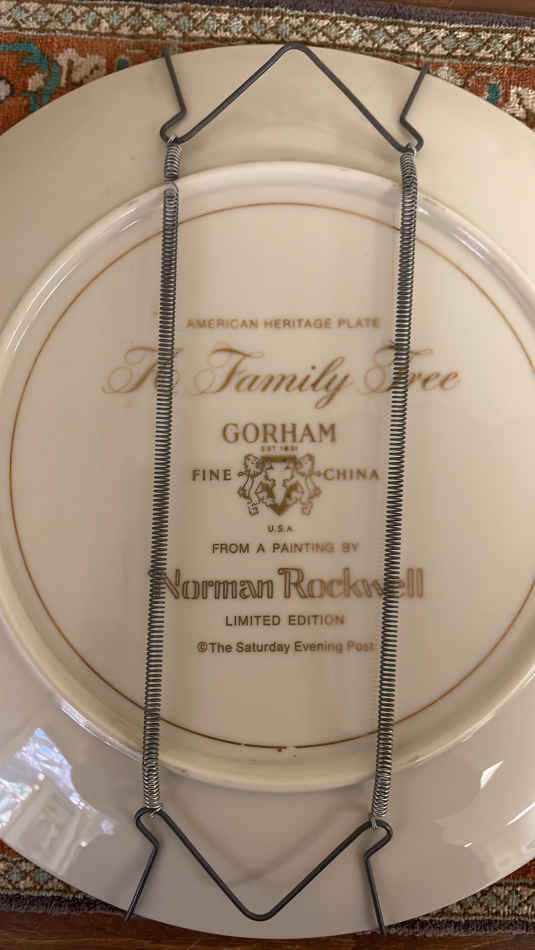 AMERICAN HERITAGE PLATE
The Family Tree
GORHAM
EST 1831
FINE CHINA
U.S.A.
FROM A PAINTING BY
Norman Rockwell
LIMITED EDITION
©The Saturday Evening Post